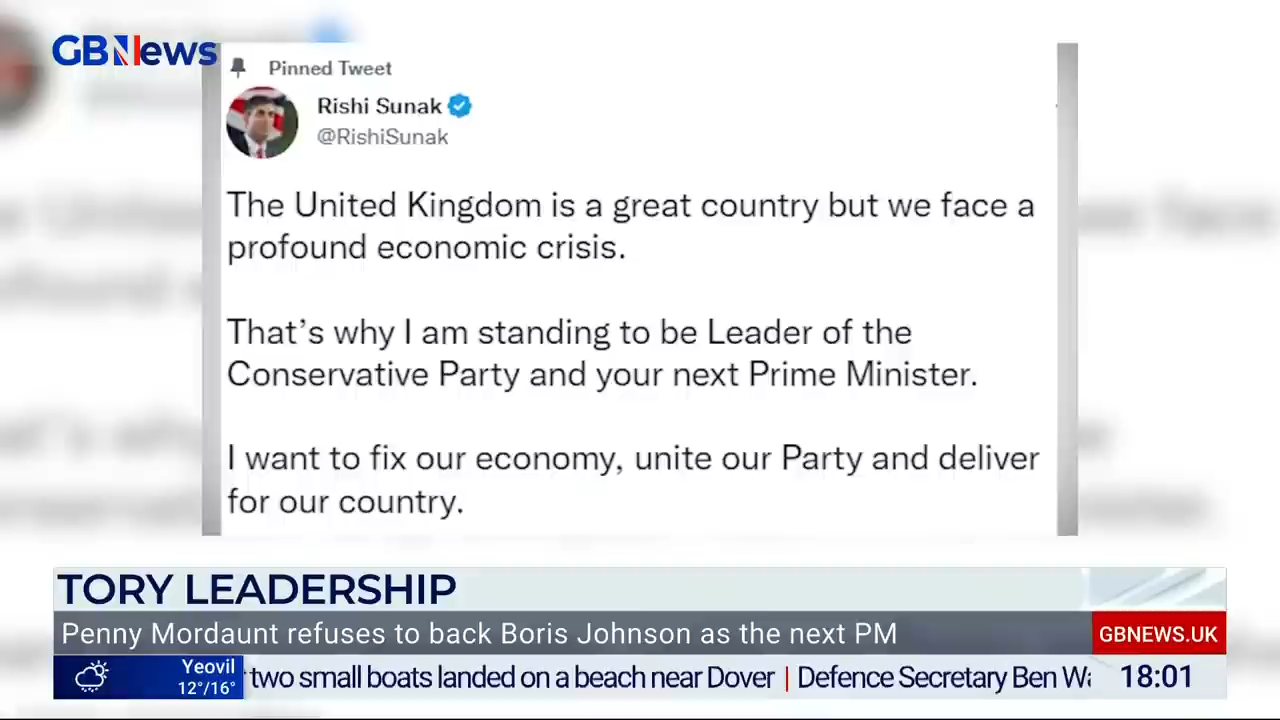 GBNews
Pinned Tweet
Rishi Sunak
@RishiSunak
The United Kingdom is a great country but we face a
profound economic crisis.
That's why I am standing to be Leader of the
Conservative Party and your next Prime Minister.
I want to fix our economy, unite our Party and deliver
for our country.
TORY LEADERSHIP
Penny Mordaunt refuses to back Boris Johnson as the next PM
GBNEWS.UK
Yeovil
12°/16°
two small boats landed on a beach near Dover | Defence Secretary Ben
18:01